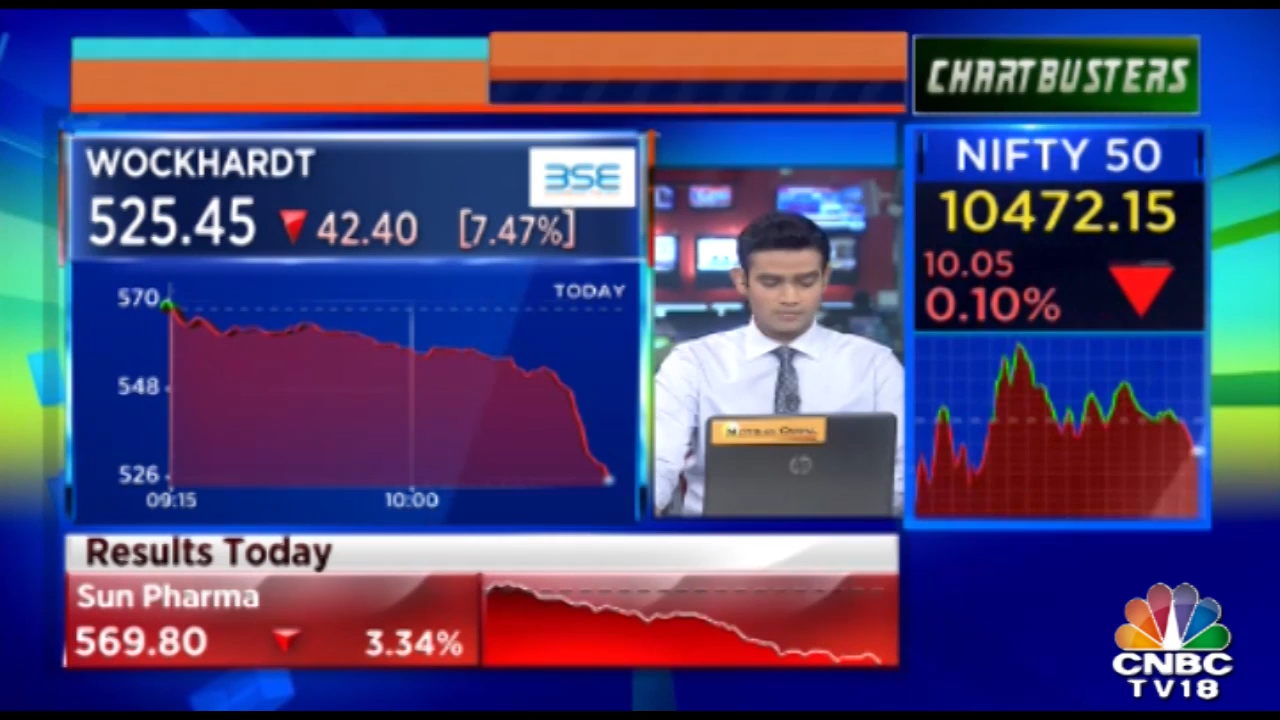 CHARTBUSTERS
WOCKHARDT
BSE
525.45 ▼ 42.40 [7.47%]
TODAY
570
548
526
09:15 10:00
NIFTY 50
10472.15
10.05
0.10%
hp
Results Today
Sun Pharma
569.80 ▼ 3.34%
CNBC
TV18